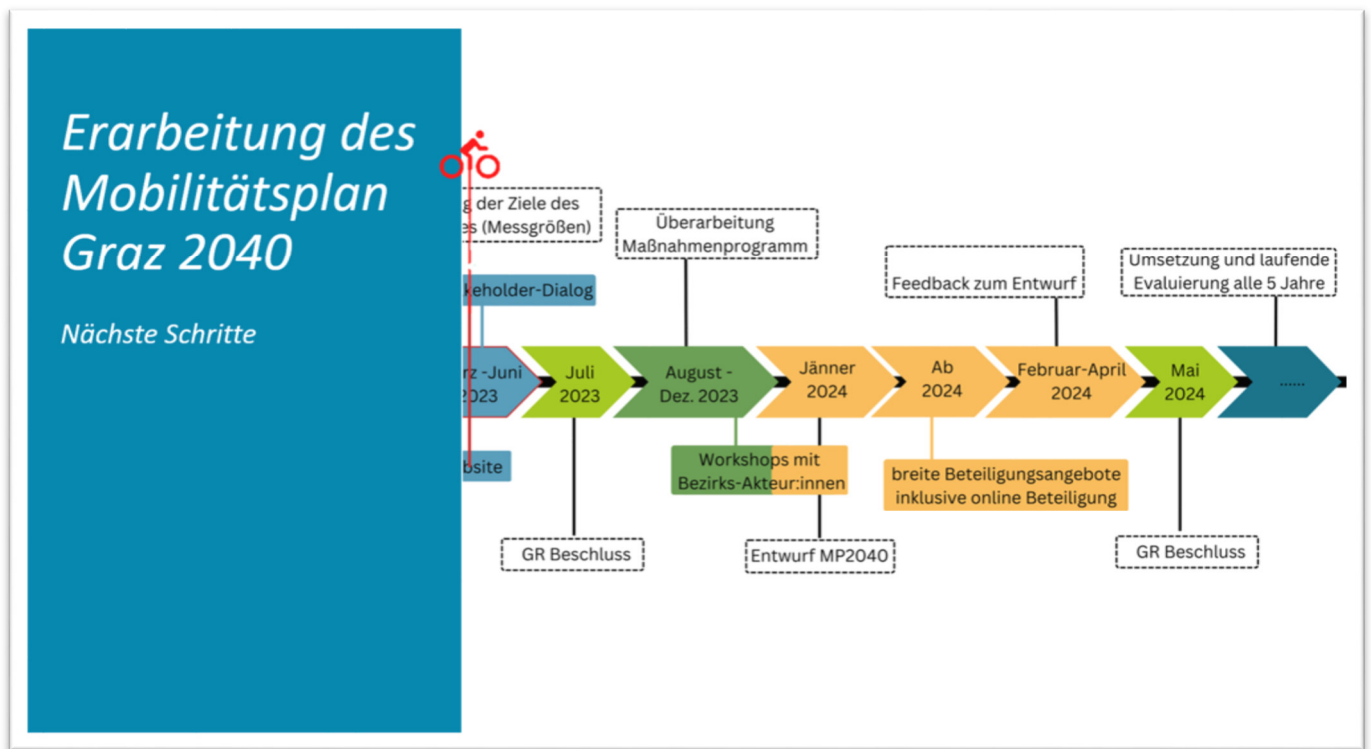 Erarbeitung des
Mobilitätsplan
Graz 2040
Nächste Schritte
g der Ziele des
es (Messgrößen)
Überarbeitung
Maßnahmenprogramm
Feedback zum Entwurf
Umsetzung und laufende
Evaluierung alle 5 Jahre
keholder-Dialog
rz -Juni
2023
Juli
2023
August -
Dez. 2023
Jänner
2024
Ab
2024
Februar-April
2024
Mai
2024
......
bsite
Workshops mit
Bezirks-Akteur:innen
breite Beteiligungsangebote
inklusive online Beteiligung
GR Beschluss
Entwurf MP2040
GR Beschluss